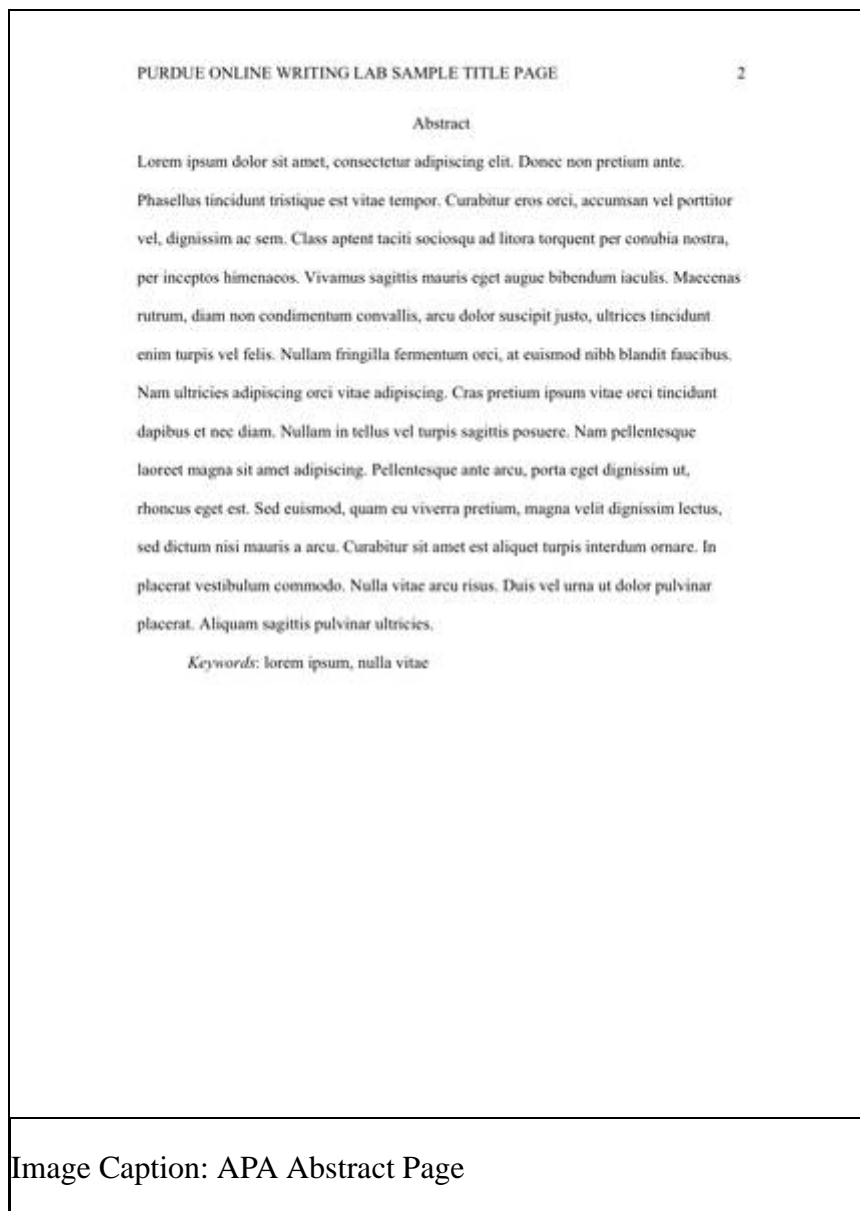 PURDUE ONLINE WRITING LAB SAMPLE TITLE PAGE 2
Abstract
Lorem ipsum dolor sit amet, consectetur adipiscing elit. Donec non pretium ante.
Phasellus tincidunt tristique est vitae tempor. Curabitur eros orci, accumsan vel porttitor
vel, dignissim ac sem. Class aptent taciti sociosqu ad litora torquent per conubia nostra,
per inceptos himenaeos. Vivamus sagittis mauris eget augue bibendum iaculis. Maecenas
rutrum, diam non condimentum convallis, arcu dolor suscipit justo, ultrices tincidunt
enim turpis vel felis. Nullam fringilla fermentum orci, at euismod nibh blandit faucibus.
Nam ultricies adipiscing orci vitae adipiscing. Cras pretium ipsum vitae orci tincidunt
dapibus et nec diam. Nullam in tellus vel turpis sagittis posuere. Nam pellentesque
laoreet magna sit amet adipiscing. Pellentesque ante arcu, porta eget dignissim ut,
rhoncus eget est. Sed euismod, quam eu viverra pretium, magna velit dignissim lectus,
sed dictum nisi mauris a arcu. Curabitur sit amet est aliquet turpis interdum ornare. In
placerat vestibulum commodo. Nulla vitae arcu risus. Duis vel urna ut dolor pulvinar
placerat. Aliquam sagittis pulvinar ultricies.
Keywords: lorem ipsum, nulla vitae
Image Caption: APA Abstract Page